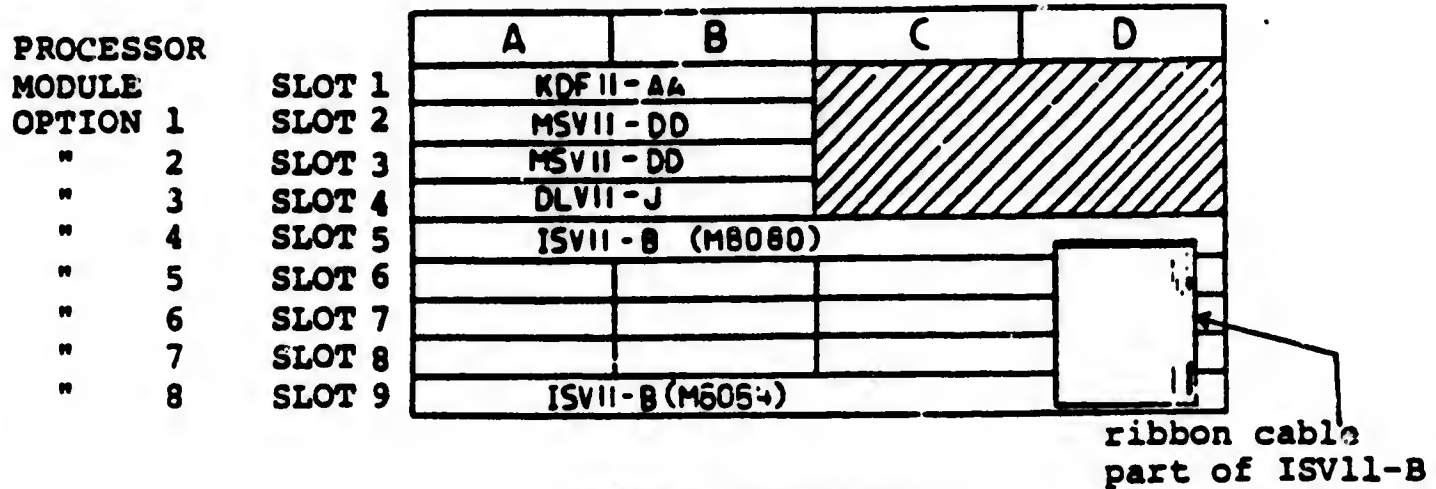 A B C D
PROCESSOR
MODULE SLOT 1 KDF11-AA
OPTION 1 SLOT 2 MSV11-DD
" 2 SLOT 3 MSV11-DD
" 3 SLOT 4 DLV11-J
" 4 SLOT 5 ISV11-B (M8080)
" 5 SLOT 6
" 6 SLOT 7
" 7 SLOT 8
" 8 SLOT 9 ISV11-B
ribbon cable
part of ISV11-B